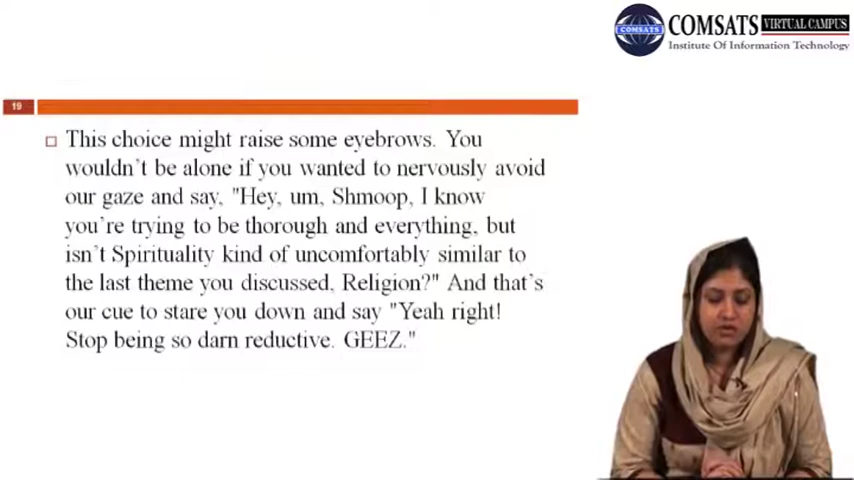 COMSATS VIRTUAL CAMPUS
COMSATS
Institute Of Information Technology
19
This choice might raise some eyebrows. You
wouldn't be alone if you wanted to nervously avoid
our gaze and say, "Hey, um, Shmoop, I know
you're trying to be thorough and everything, but
isn't Spirituality kind of uncomfortably similar to
the last theme you discussed, Religion?" And that's
our cue to stare you down and say "Yeah right!
Stop being so darn reductive. GEEZ."